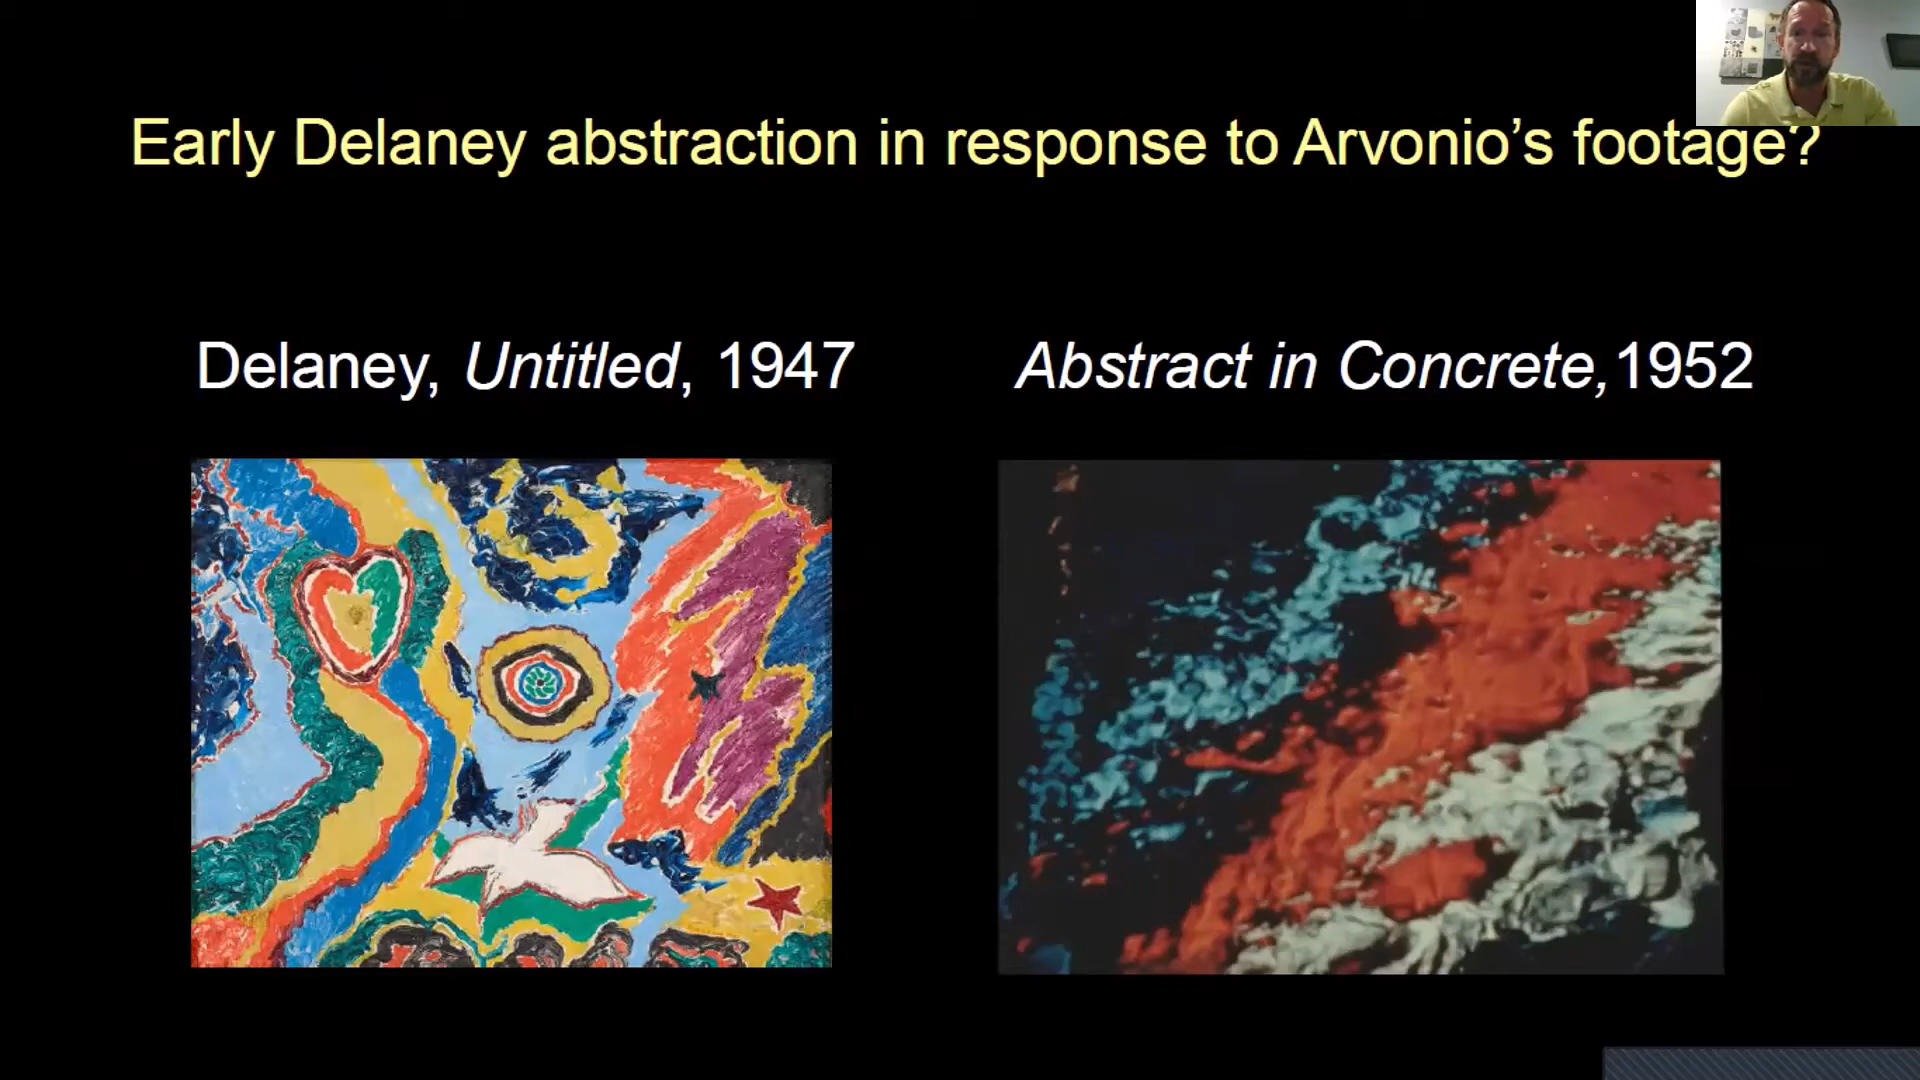 Early Delaney abstraction in response to Arvonio’s footage?
Delaney, Untitled, 1947
Abstract in Concrete,1952